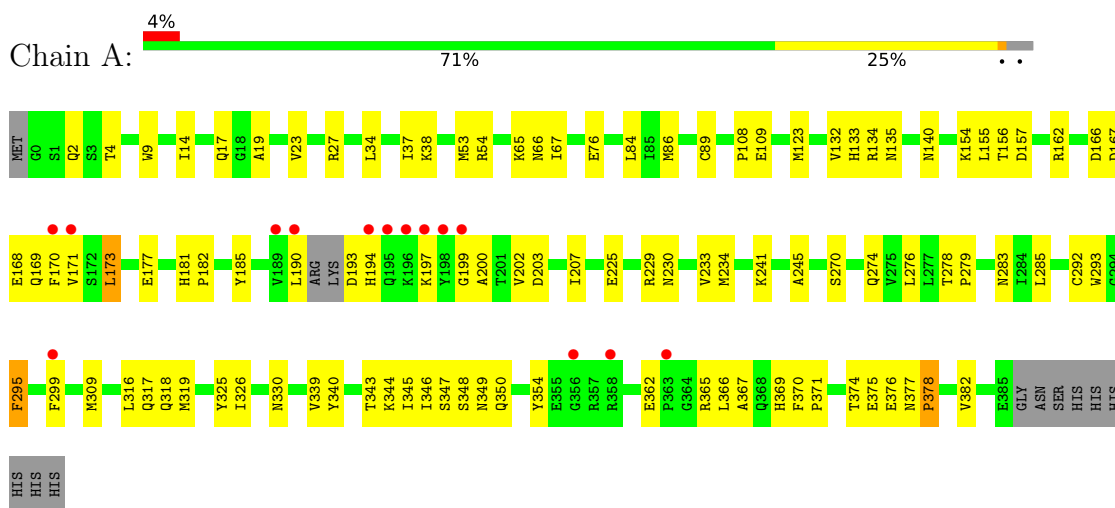 4%
Chain A:
71% 25% • •
MET G0 S1 Q2 S3 T4 W9 I14 Q17 G18 A19 V23 R27 L34 I37 K38 M53 R54 K65 N66 I67 E76 L84 I85 M86 C89 P108 E109 M123 V132 H133 R134 N135 N140 K154 L155 T156 D157 R162 D166 D167
E168 Q169 F170 V171 S172 L173 E177 H181 P182 Y185 V189 L190 ARG LYS D193 H194 Q195 K196 K197 Y198 G199 A200 T201 V202 D203 I207 E225 R229 N230 V233 M234 K241 A245 S270 Q274 V275 L276 L277 T278 P279 N283 I284 L285 C292 W293 G294
F295 F299 M309 L316 Q317 Q318 M319 Y325 I326 N330 V339 Y340 T343 K344 I345 I346 S347 S348 N349 Q350 Y354 E355 G356 R357 R358 E362 P363 G364 R365 L366 A367 Q368 H369 F370 P371 T374 E375 E376 N377 P378 V382 E385 GLY ASN SER HIS HIS HIS
HIS HIS HIS